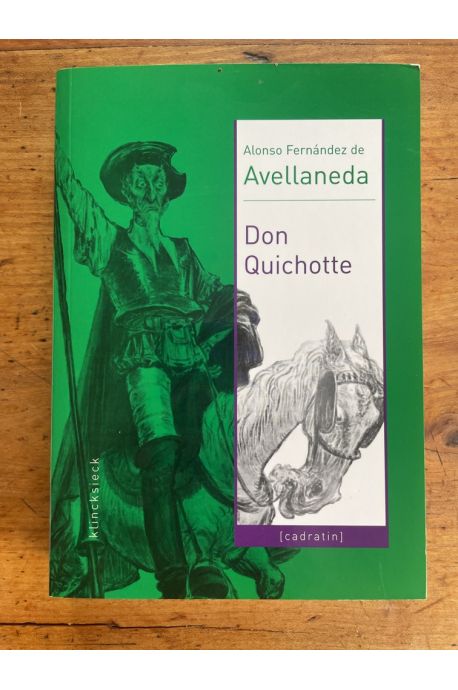 Alonso Fernández de
Avellaneda
Don
Quichotte
klincksieck
[cadratin]